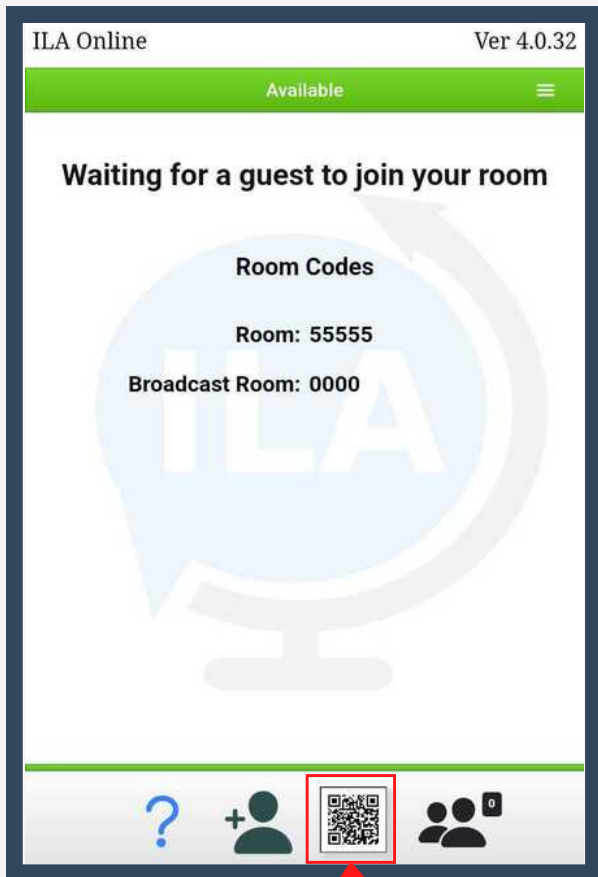 ILA Online Ver 4.0.32
Available
Waiting for a guest to join your room
Room Codes
Room: 55555
Broadcast Room: 0000
ILA
?
+
0